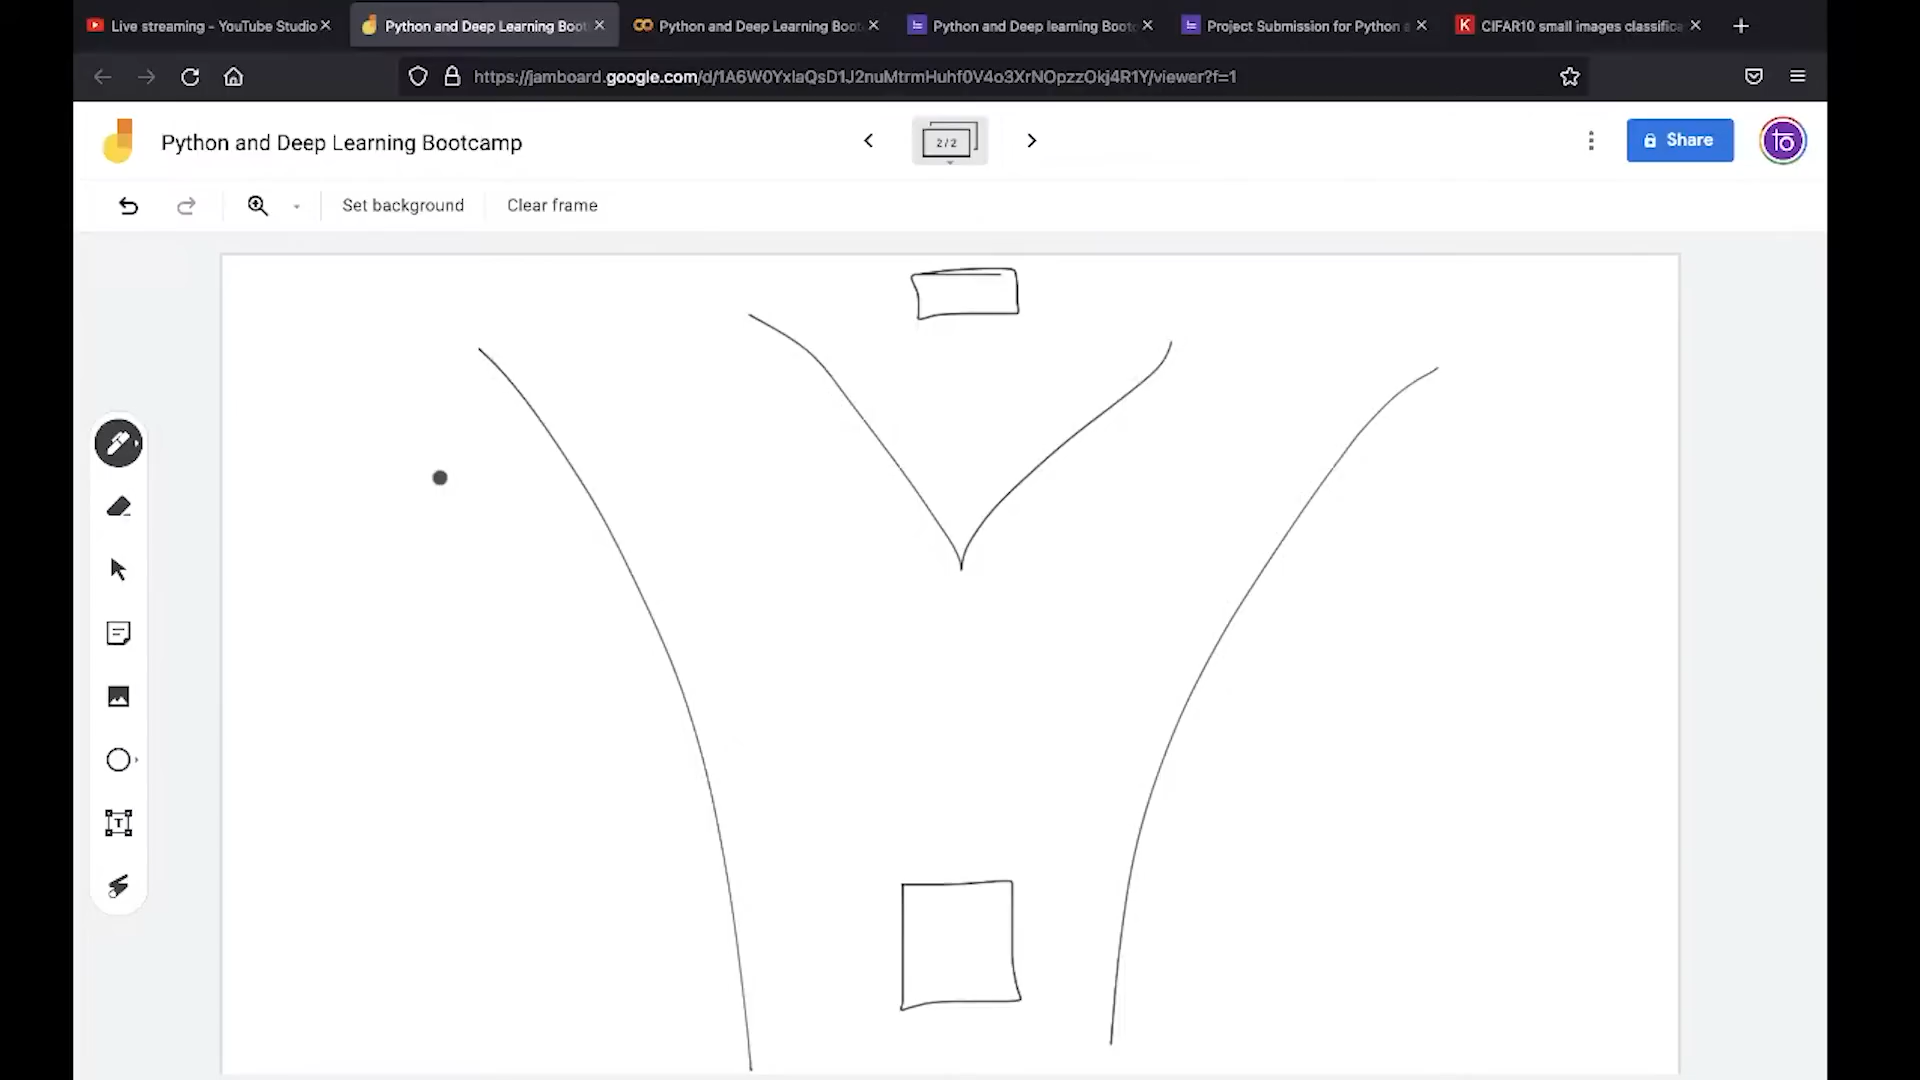 Live streaming - YouTube Studio
Python and Deep Learning Boot
Python and Deep Learning Boot
Python and Deep learning Boot
Project Submission for Python a
CIFAR10 small images classific
https://jamboard.google.com/d/1A6W0YxlaQsD1J2nuMtrmHuhf0V4o3XrNOpzzOkj4R1Y/viewer?f=1
Python and Deep Learning Bootcamp
2/2
Share
to
Set background
Clear frame